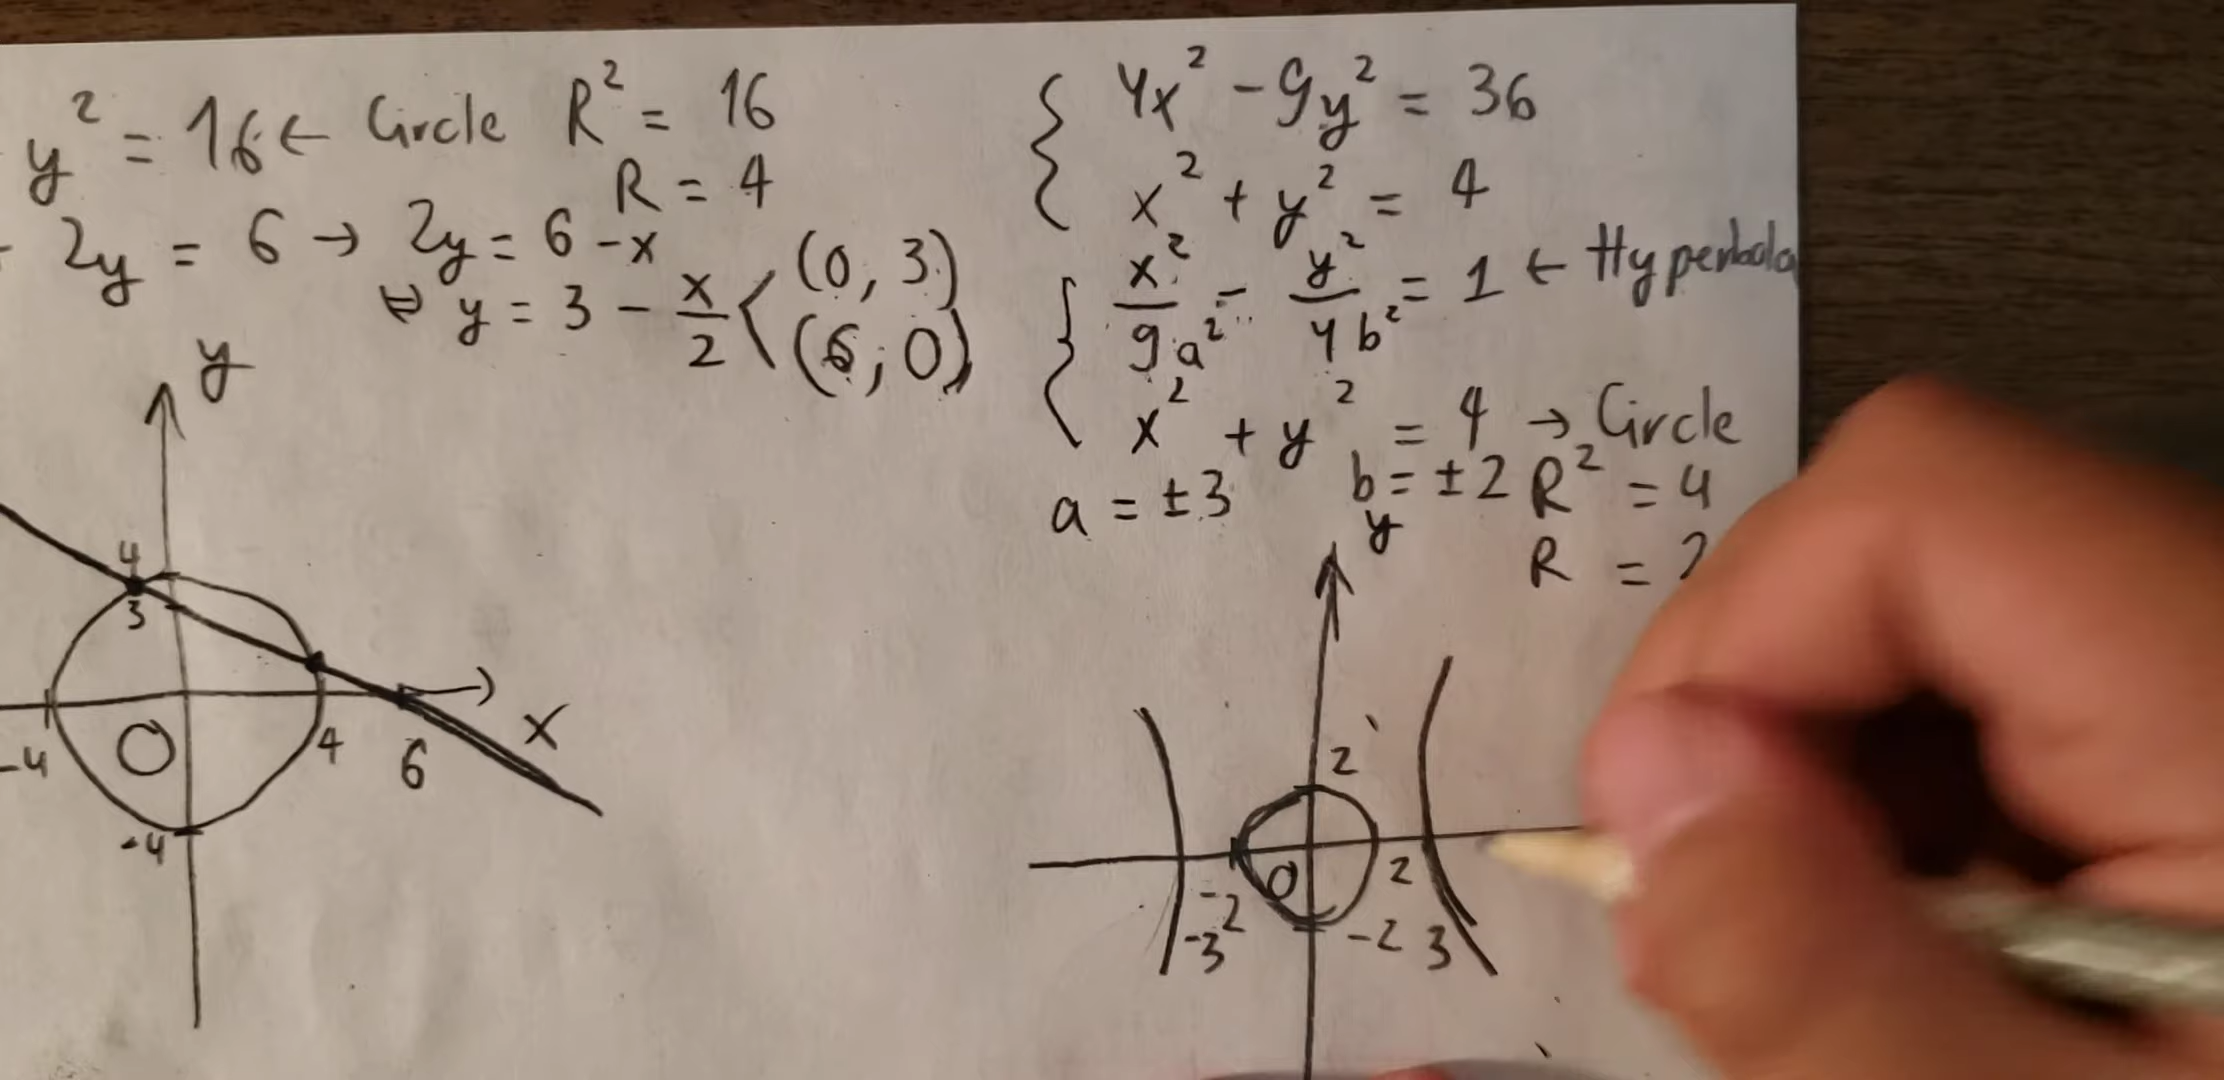 y² = 16 ← Circle R² = 16
R = 4
2y = 6 → 2y = 6 - x
⇔ y = 3 - x/2 < (0, 3)
(6, 0)
y
4
3
-4
O
4
6
x
-4
{ 4x² - 9y² = 36
x² + y² = 4
{ x²/9 a² - y²/4 b² = 1 ← Hyperbola
x² + y² = 4 → Circle
a = ±3 b = ±2 R² = 4
R = 2
y
2
-2
O
2
-3
-2
3